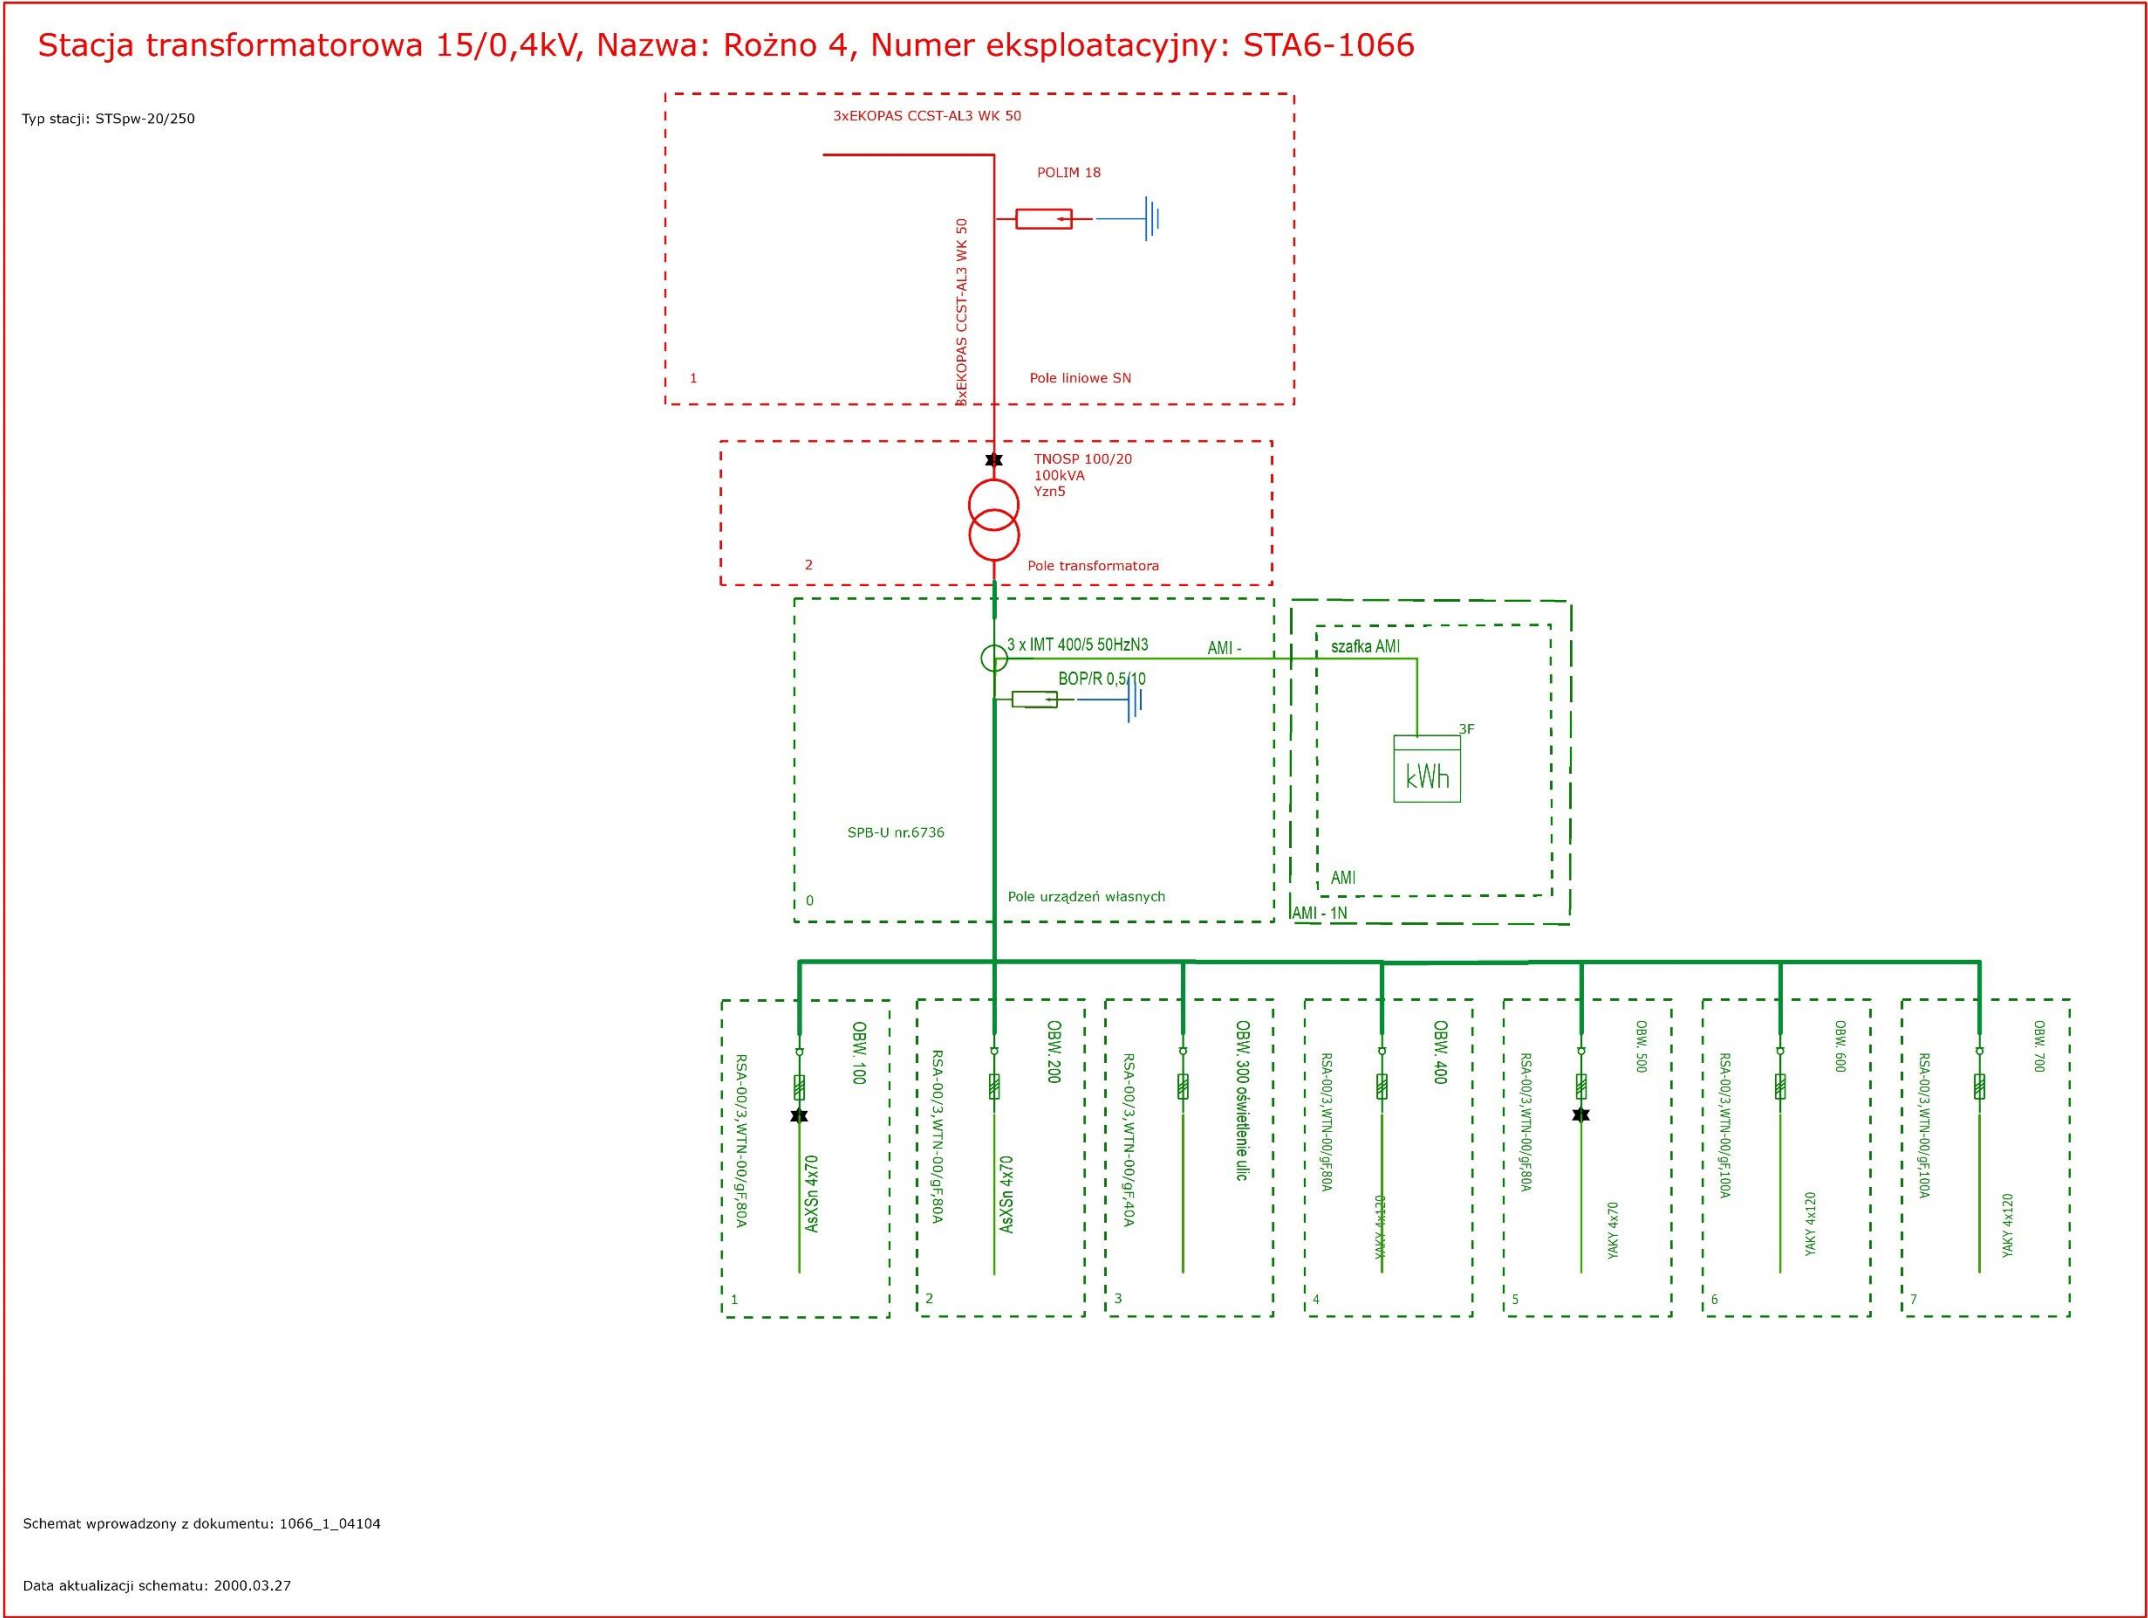 Stacja transformatorowa 15/0,4kV, Nazwa: Rożno 4, Numer eksploatacyjny: STA6-1066
Typ stacji: STSpw-20/250
3xEKOPAS CCST-AL3 WK 50
POLIM 18
3xEKOPAS CCST-AL3 WK 50
1
Pole liniowe SN
TNOSP 100/20
100kVA
Yzn5
2
Pole transformatora
3 x IMT 400/5 50HzN3
AMI -
szafka AMI
BOP/R 0,5/10
3F
kWh
SPB-U nr.6736
AMI
0
Pole urządzeń własnych
AMI - 1N
OBW. 100
RSA-00/3,WTN-00/gF,80A
AsXSn 4x70
1
OBW. 200
RSA-00/3,WTN-00/gF,80A
AsXSn 4x70
2
OBW. 300 oświetlenie ulic
RSA-00/3,WTN-00/gF,40A
3
OBW. 400
RSA-00/3,WTN-00/gF,80A
YAKY 4x120
4
OBW. 500
RSA-00/3,WTN-00/gF,80A
YAKY 4x70
5
OBW. 600
RSA-00/3,WTN-00/gF,100A
YAKY 4x120
6
OBW. 700
RSA-00/3,WTN-00/gF,100A
YAKY 4x120
7
Schemat wprowadzony z dokumentu: 1066_1_04104
Data aktualizacji schematu: 2000.03.27